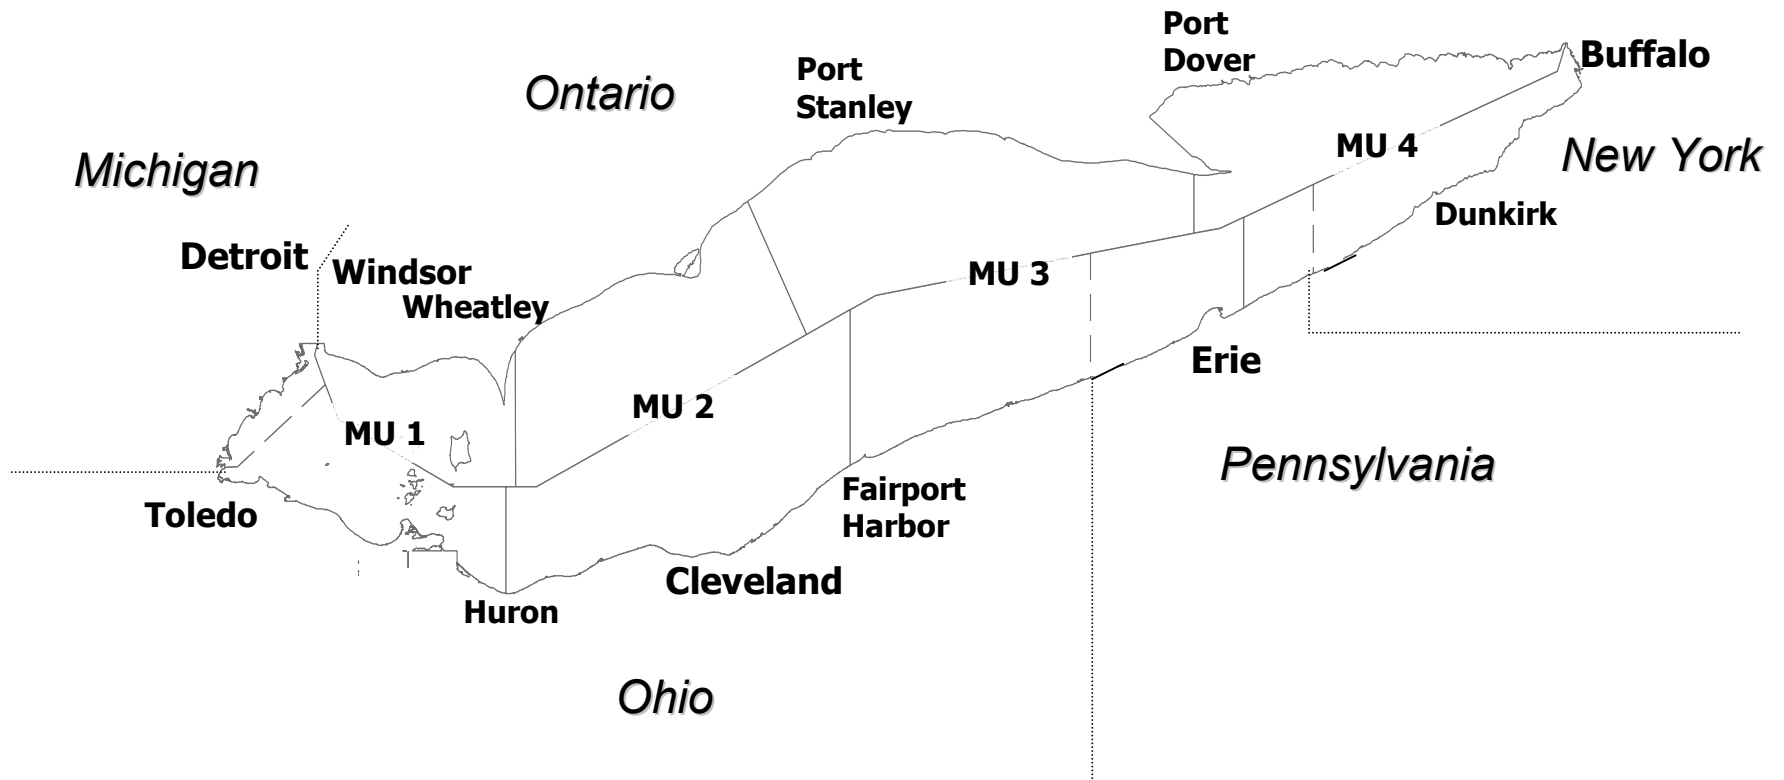 Port
Dover
Buffalo
Port
Stanley
Ontario
MU 4
New York
Michigan
Dunkirk
Detroit
Windsor
MU 3
Wheatley
Erie
MU 2
MU 1
Pennsylvania
Toledo
Fairport
Harbor
Cleveland
Huron
Ohio